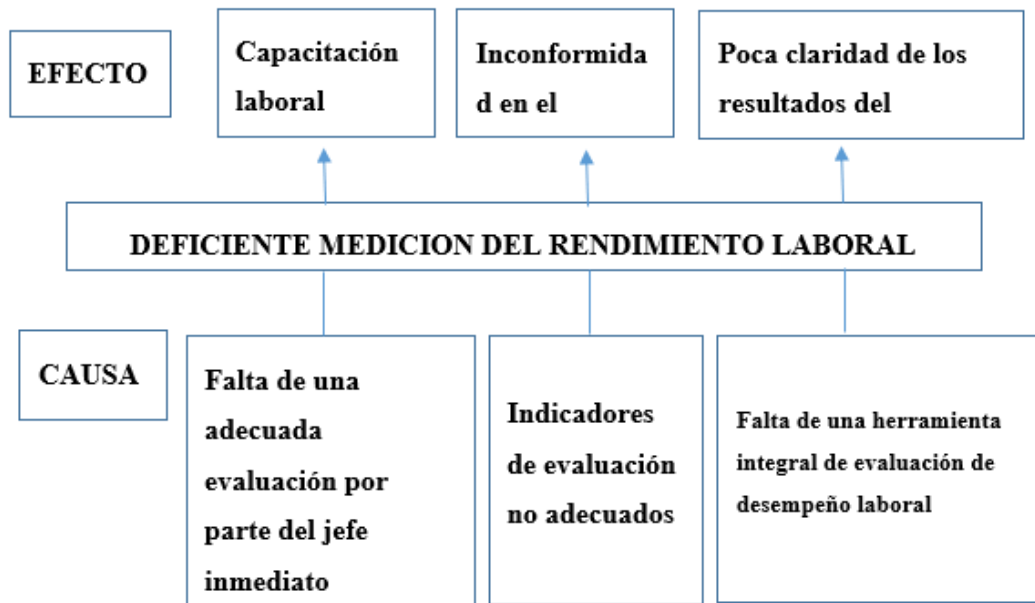 EFECTO
Capacitación
laboral
Inconformida
d en el
Poca claridad de los
resultados del
DEFICIENTE MEDICION DEL RENDIMIENTO LABORAL
CAUSA
Falta de una
adecuada
evaluación por
parte del jefe
inmediato
Indicadores
de evaluación
no adecuados
Falta de una herramienta
integral de evaluación de
desempeño laboral